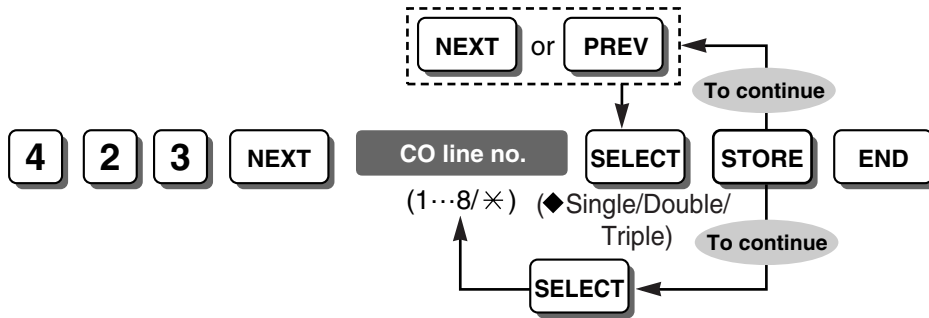 NEXT or PREV
To continue
4 2 3 NEXT CO line no. SELECT STORE END
(1···8/✳) (◆Single/Double/
Triple)
To continue
SELECT